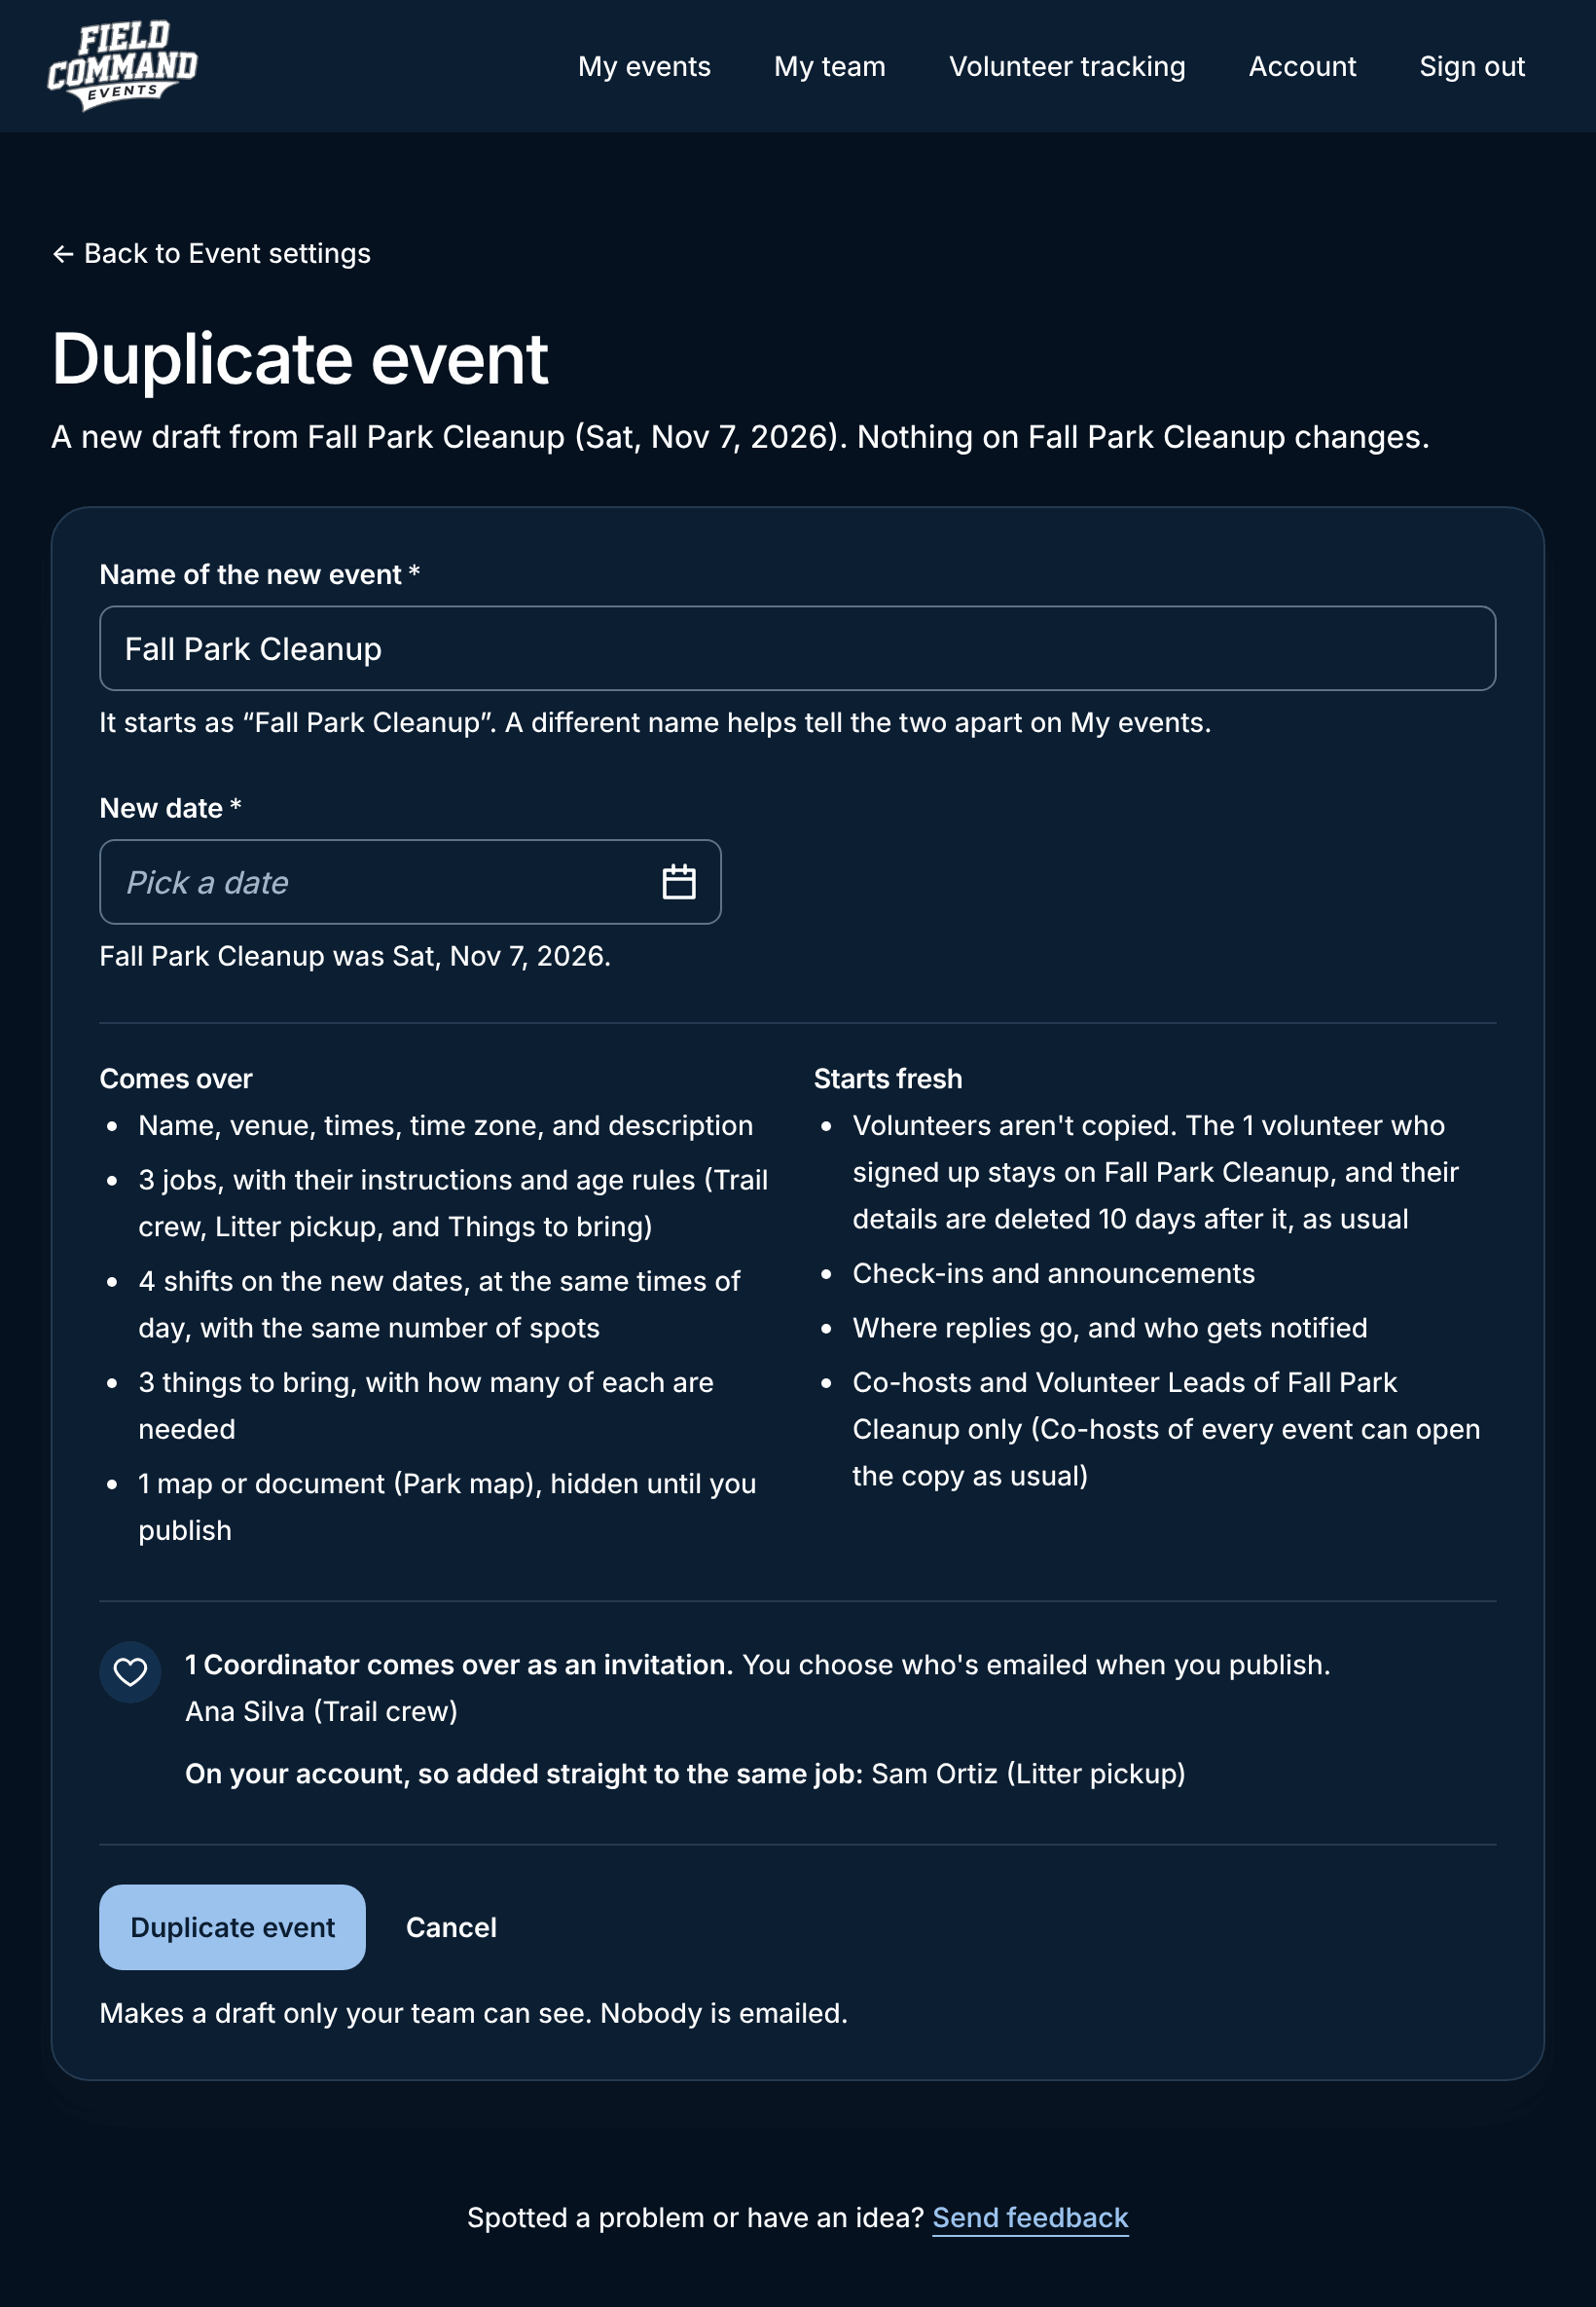 FIELD
COMMAND
EVENTS
My events
My team
Volunteer tracking
Account
Sign out
← Back to Event settings
Duplicate event
A new draft from Fall Park Cleanup (Sat, Nov 7, 2026). Nothing on Fall Park Cleanup changes.
Name of the new event *
Fall Park Cleanup
It starts as “Fall Park Cleanup”. A different name helps tell the two apart on My events.
New date *
Pick a date
Fall Park Cleanup was Sat, Nov 7, 2026.
Comes over
• Name, venue, times, time zone, and description
• 3 jobs, with their instructions and age rules (Trail
crew, Litter pickup, and Things to bring)
• 4 shifts on the new dates, at the same times of
day, with the same number of spots
• 3 things to bring, with how many of each are
needed
• 1 map or document (Park map), hidden until you
publish
Starts fresh
• Volunteers aren't copied. The 1 volunteer who
signed up stays on Fall Park Cleanup, and their
details are deleted 10 days after it, as usual
• Check-ins and announcements
• Where replies go, and who gets notified
• Co-hosts and Volunteer Leads of Fall Park
Cleanup only (Co-hosts of every event can open
the copy as usual)
1 Coordinator comes over as an invitation. You choose who's emailed when you publish.
Ana Silva (Trail crew)
On your account, so added straight to the same job: Sam Ortiz (Litter pickup)
Duplicate event
Cancel
Makes a draft only your team can see. Nobody is emailed.
Spotted a problem or have an idea? Send feedback